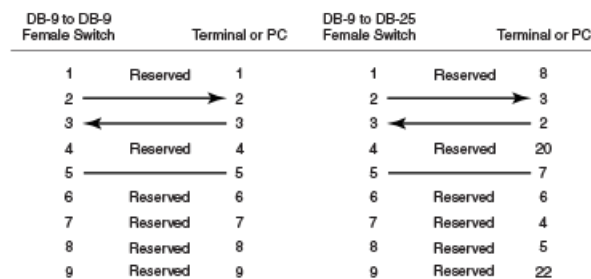 DB-9 to DB-9 DB-9 to DB-25
Female Switch Terminal or PC Female Switch Terminal or PC
1 Reserved 1 1 Reserved 8
2 2 2 3
3 3 3 2
4 Reserved 4 4 Reserved 20
5 5 5 7
6 Reserved 6 6 Reserved 6
7 Reserved 7 7 Reserved 4
8 Reserved 8 8 Reserved 5
9 Reserved 9 9 Reserved 22